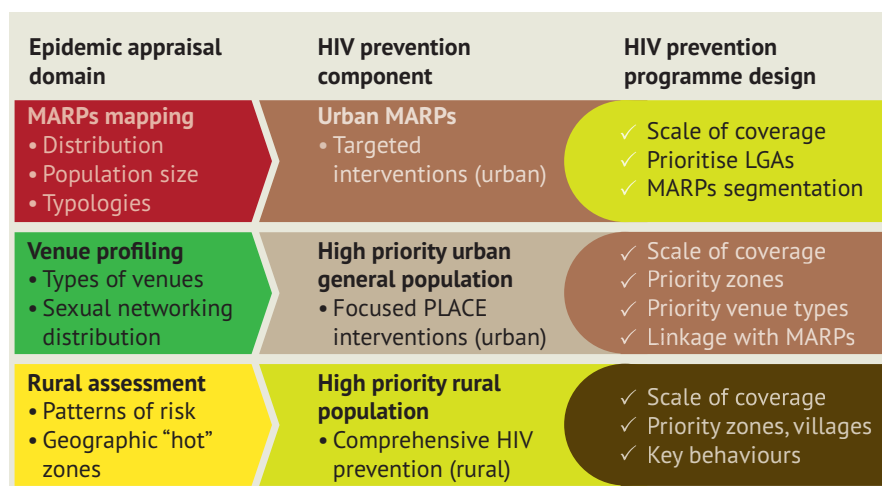 Epidemic appraisal
domain
HIV prevention
component
HIV prevention
programme design
MARPs mapping
• Distribution
• Population size
• Typologies
Urban MARPs
• Targeted
interventions (urban)
✓ Scale of coverage
✓ Prioritise LGAs
✓ MARPs segmentation
Venue profiling
• Types of venues
• Sexual networking
distribution
High priority urban
general population
• Focused PLACE
interventions (urban)
✓ Scale of coverage
✓ Priority zones
✓ Priority venue types
✓ Linkage with MARPs
Rural assessment
• Patterns of risk
• Geographic “hot”
zones
High priority rural
population
• Comprehensive HIV
prevention (rural)
✓ Scale of coverage
✓ Priority zones, villages
✓ Key behaviours